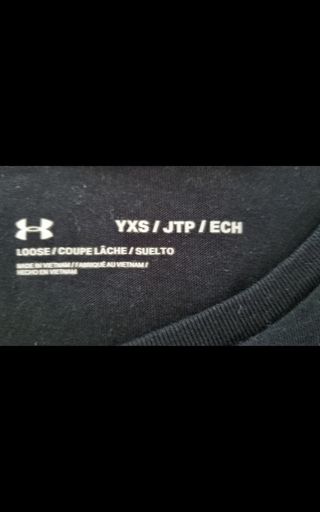 YXS / JTP / ECH
LOOSE / COUPE LÂCHE / SUELTO
MADE IN VIETNAM / FABRIQUÉ AU VIETNAM /
HECHO EN VIETNAM